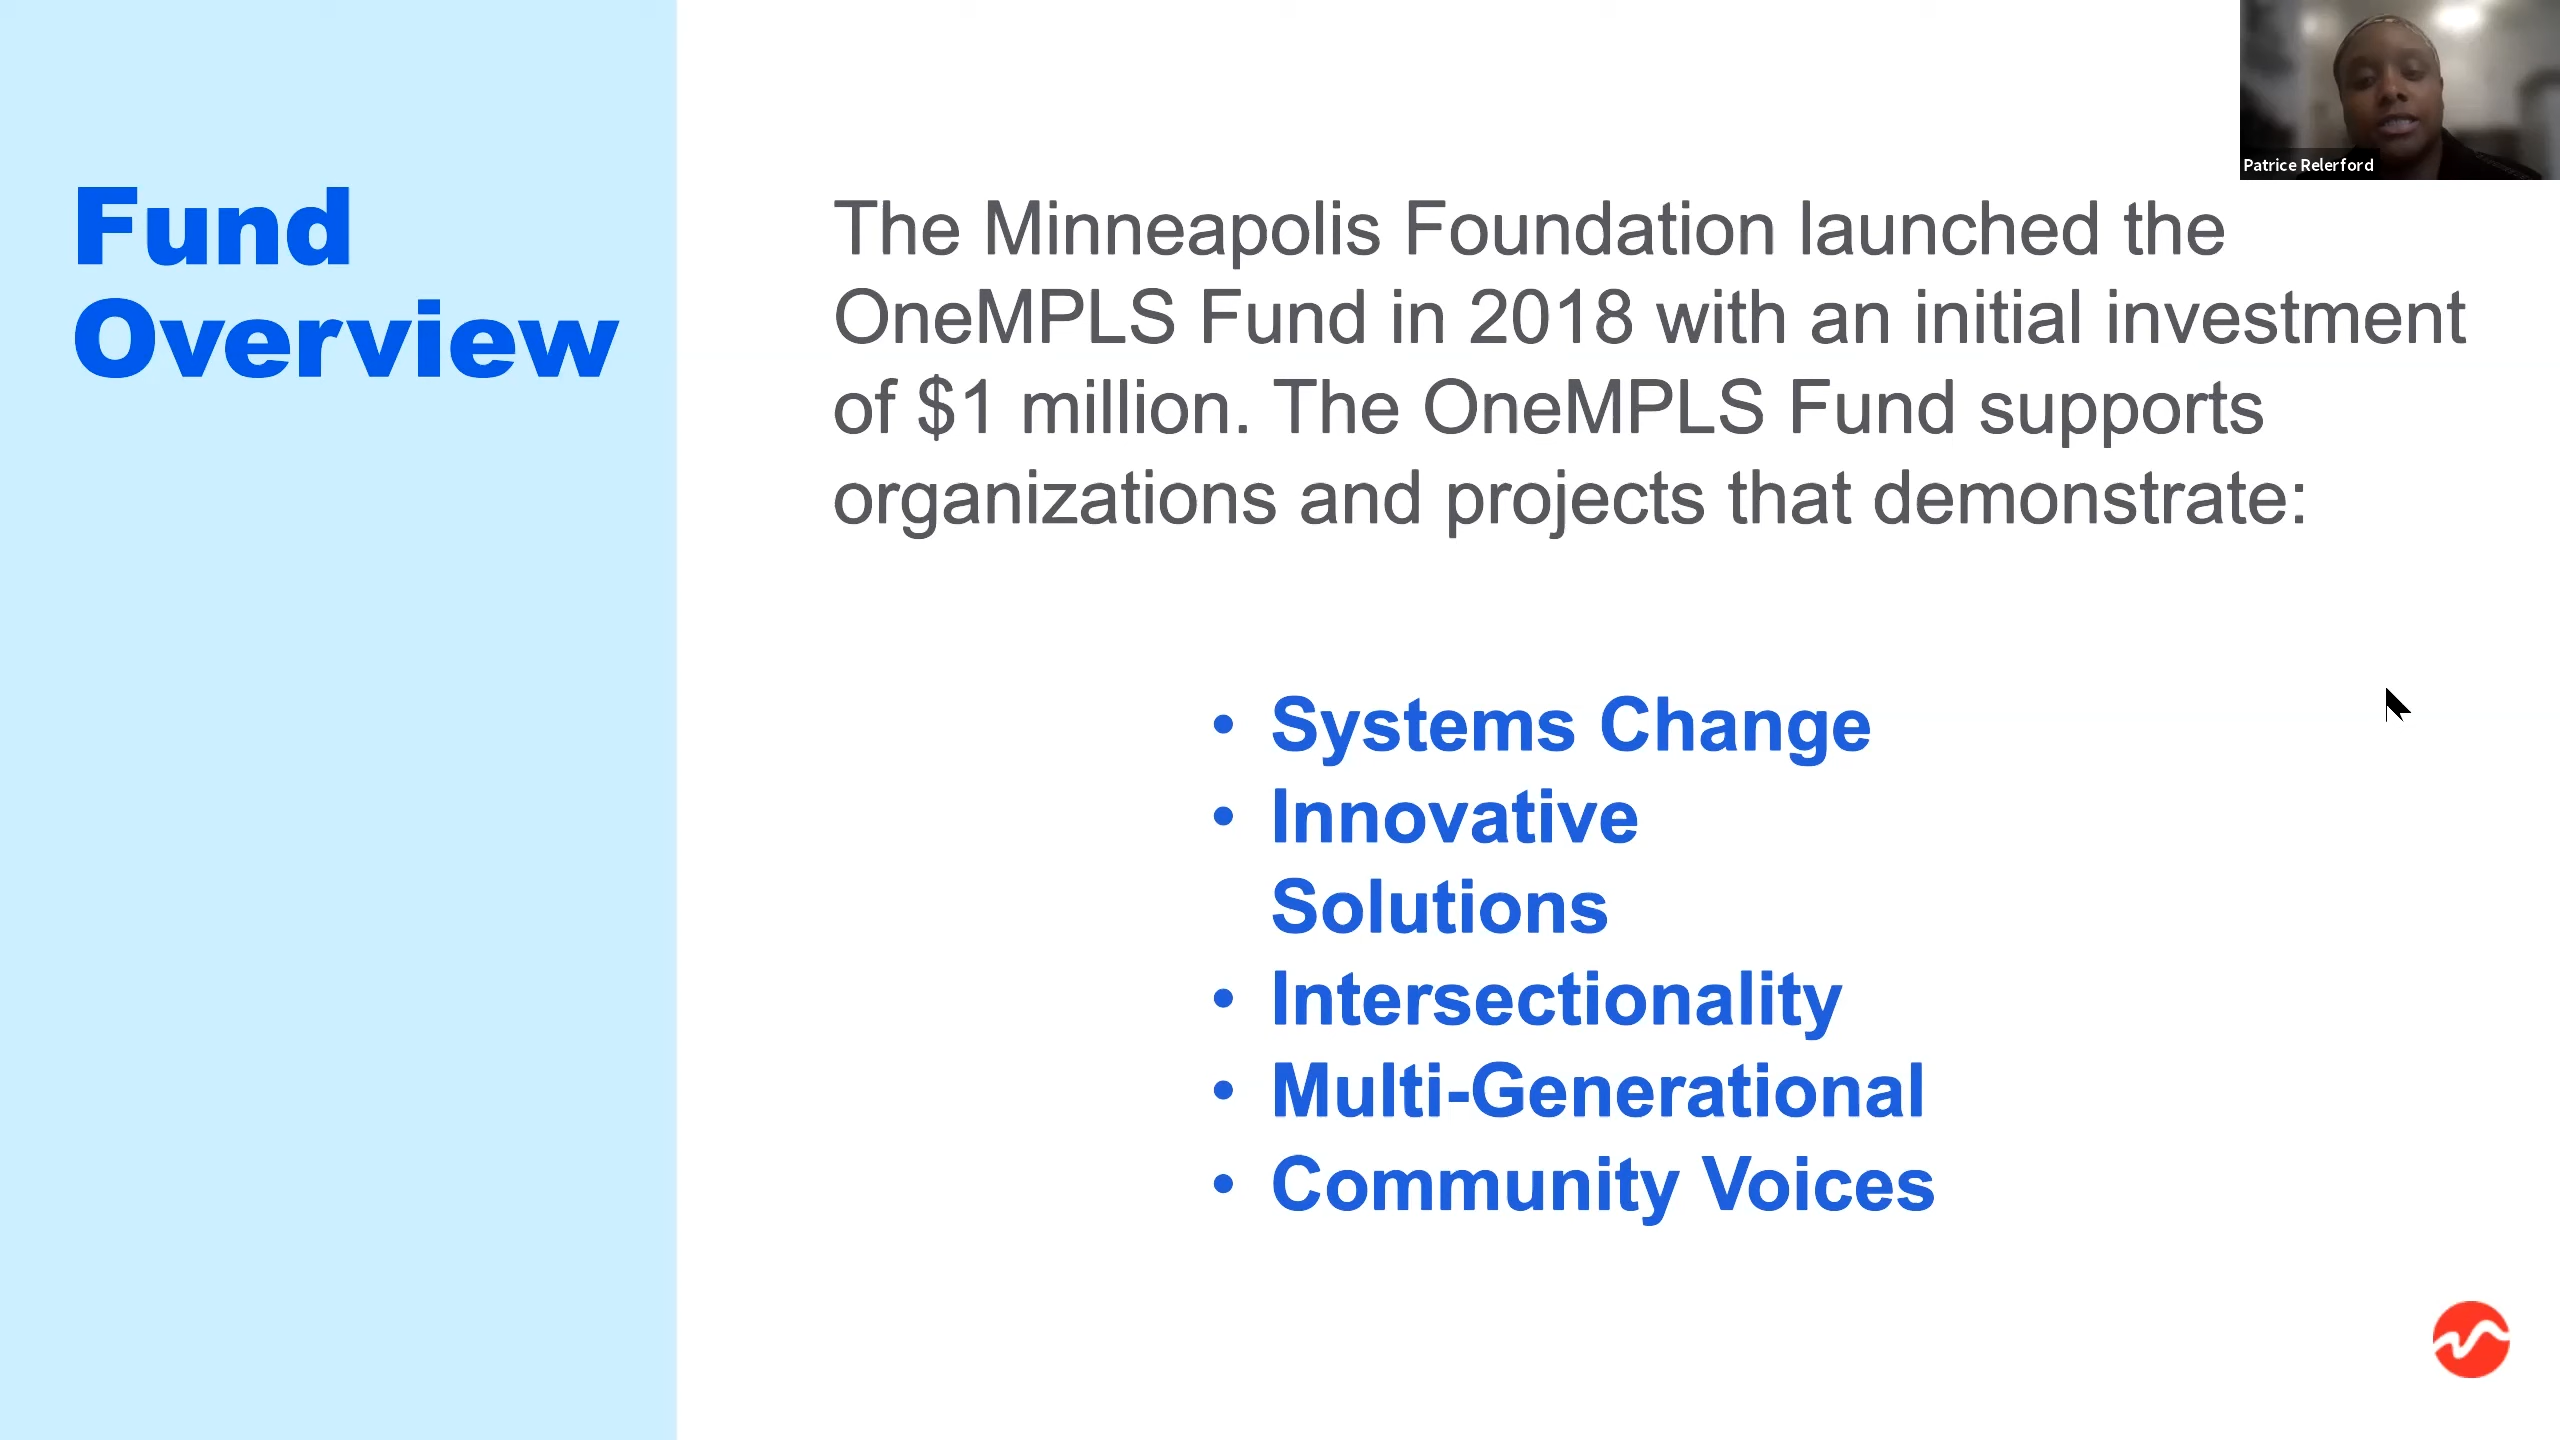 Fund
Overview
Patrice Relerford
The Minneapolis Foundation launched the
OneMPLS Fund in 2018 with an initial investment
of $1 million. The OneMPLS Fund supports
organizations and projects that demonstrate:
• Systems Change
• Innovative
Solutions
• Intersectionality
• Multi-Generational
• Community Voices